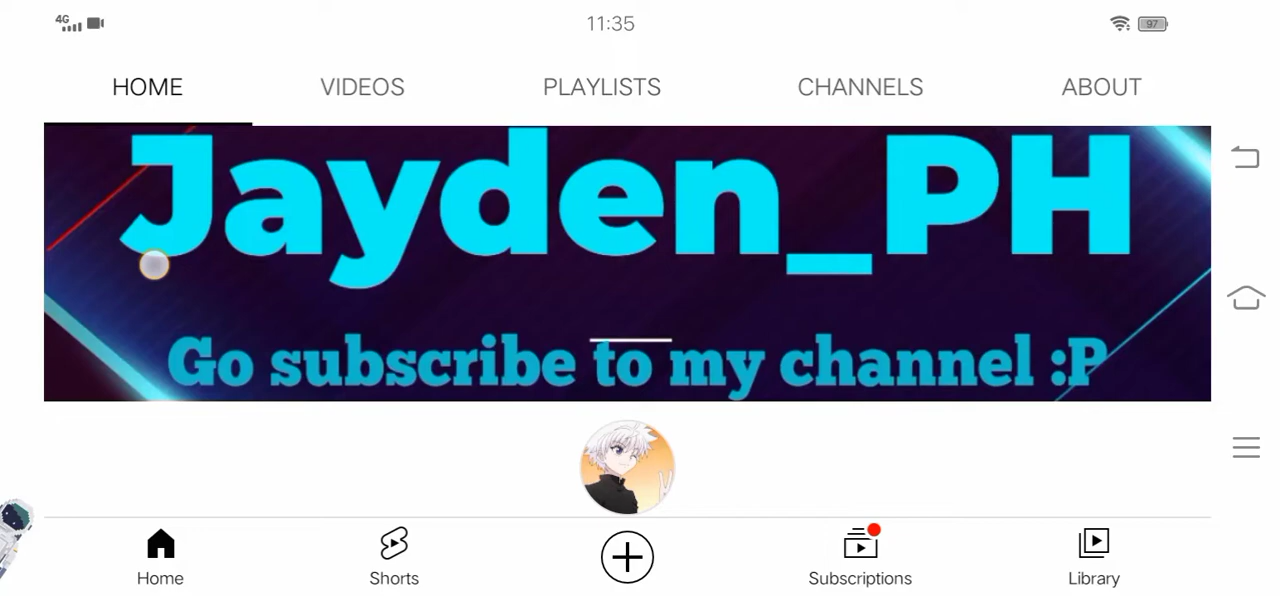 4G 11:35 97
HOME VIDEOS PLAYLISTS CHANNELS ABOUT
Jayden_PH
Go subscribe to my channel :P
Home Shorts Subscriptions Library